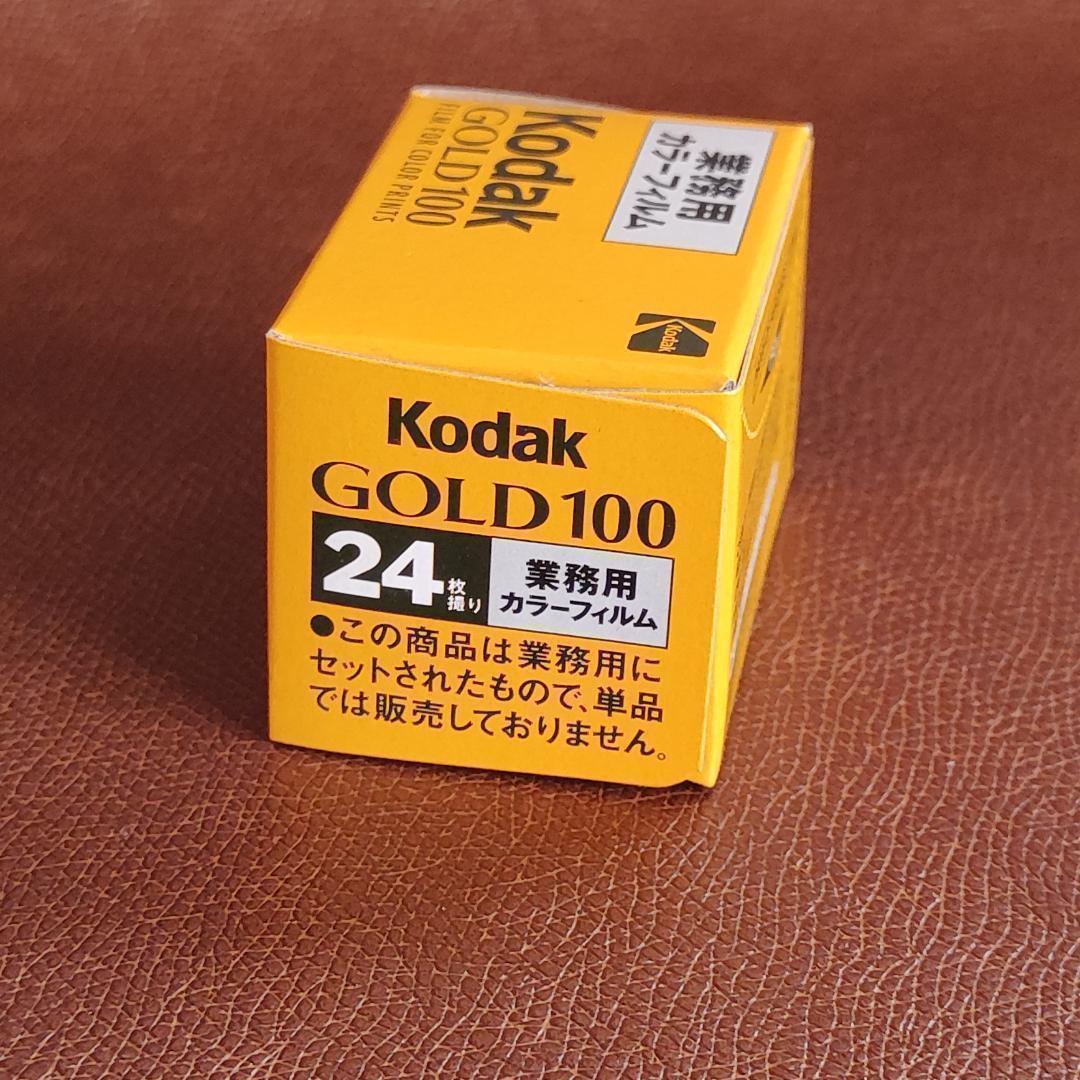 Kodak
GOLD 100
FILM FOR COLOR PRINTS
業務用
カラーフィルム
Kodak
Kodak
GOLD 100
24枚撮り
業務用
カラーフィルム
●この商品は業務用に
セットされたもので、単品
では販売しておりません。